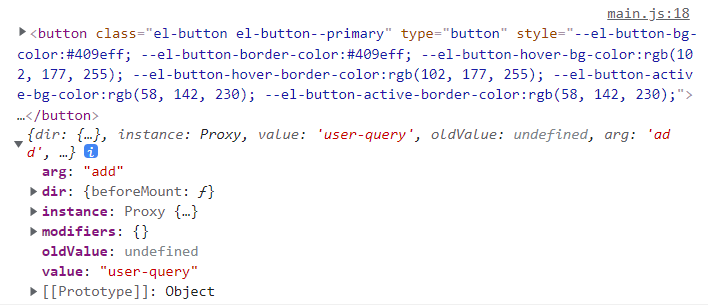 main.js:18
<button class="el-button el-button--primary" type="button" style="--el-button-bg-
color:#409eff; --el-button-border-color:#409eff; --el-button-hover-bg-color:rgb(10
2, 177, 255); --el-button-hover-border-color:rgb(102, 177, 255); --el-button-activ
e-bg-color:rgb(58, 142, 230); --el-button-active-border-color:rgb(58, 142, 230);">
…</button>
{dir: {…}, instance: Proxy, value: 'user-query', oldValue: undefined, arg: 'ad
d', …} i
arg: "add"
dir: {beforeMount: ƒ}
instance: Proxy {…}
modifiers: {}
oldValue: undefined
value: "user-query"
[[Prototype]]: Object